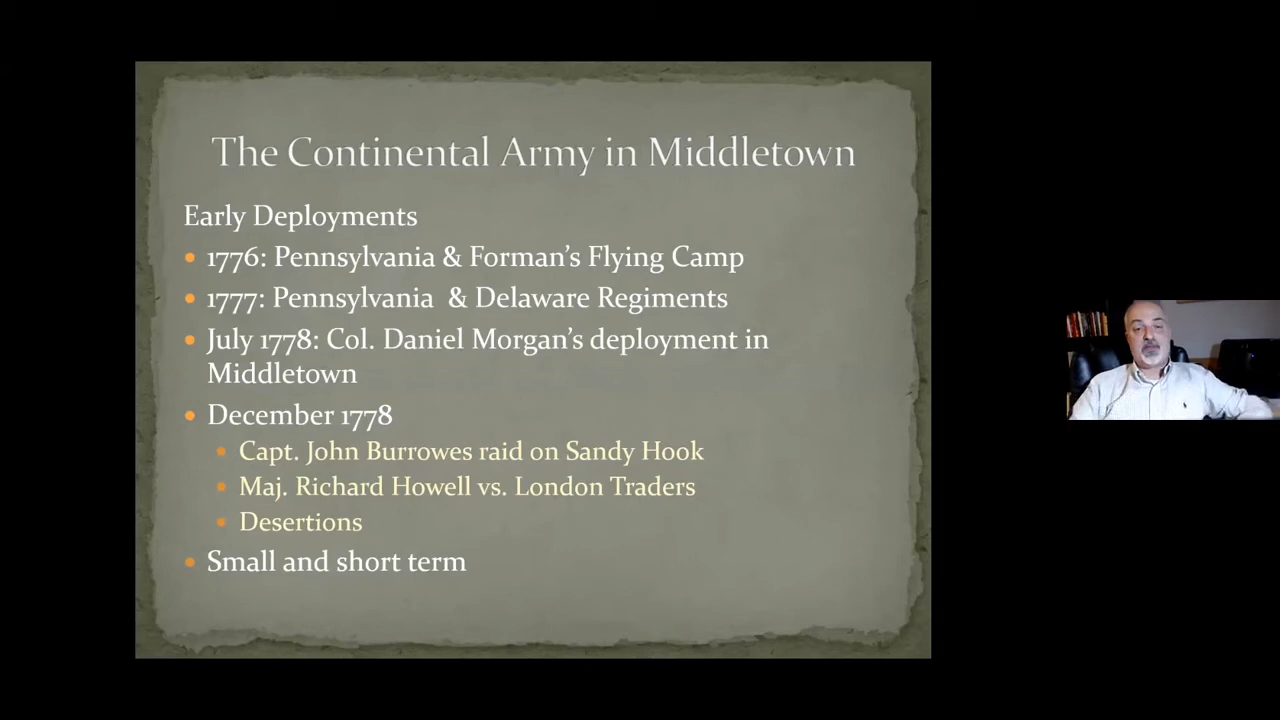 The Continental Army in Middletown
Early Deployments
• 1776: Pennsylvania & Forman’s Flying Camp
• 1777: Pennsylvania & Delaware Regiments
• July 1778: Col. Daniel Morgan’s deployment in
Middletown
• December 1778
• Capt. John Burrowes raid on Sandy Hook
• Maj. Richard Howell vs. London Traders
• Desertions
• Small and short term